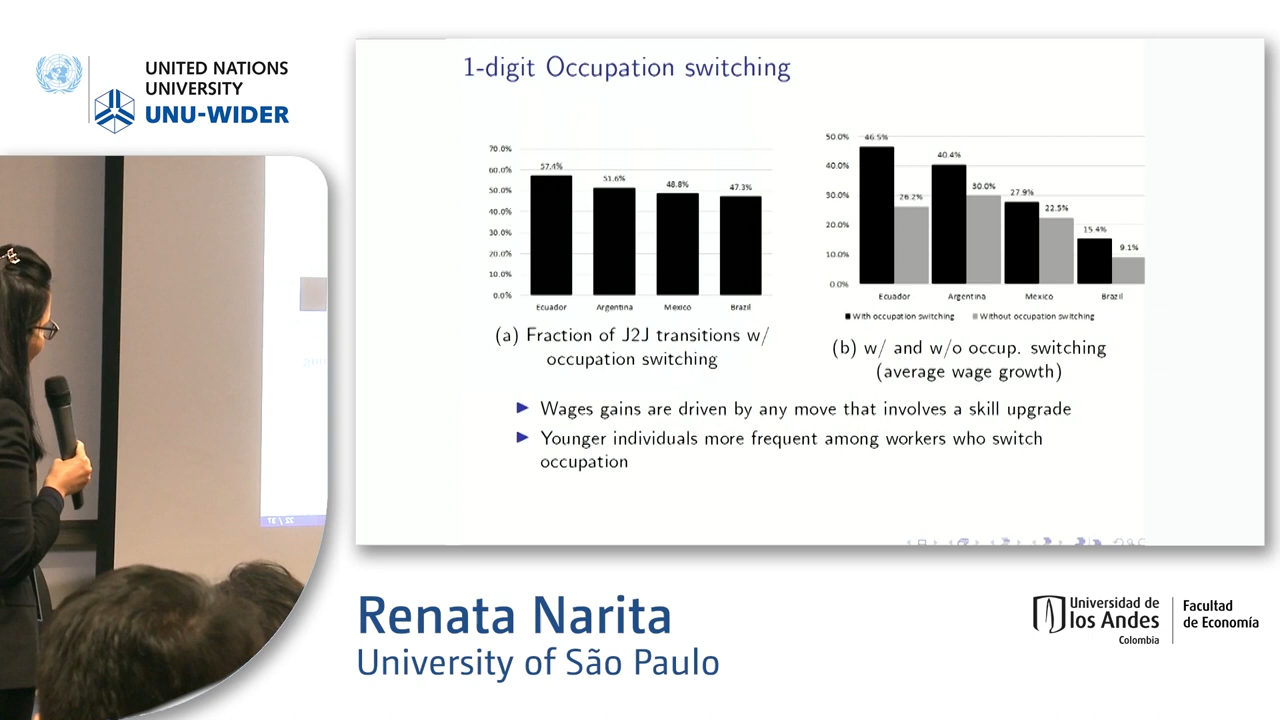 UNITED NATIONS
UNIVERSITY
UNU-WIDER
1-digit Occupation switching
70.0%
60.0%
50.0%
40.0%
30.0%
20.0%
10.0%
0.0%
57.4%
51.6%
48.8%
47.3%
Ecuador
Argentina
Mexico
Brazil
(a) Fraction of J2J transitions w/
occupation switching
50.0%
40.0%
30.0%
20.0%
10.0%
0.0%
46.5%
26.2%
40.4%
30.0%
27.9%
22.5%
15.4%
9.1%
Ecuador
Argentina
Mexico
Brazil
With occupation switching
Without occupation switching
(b) w/ and w/o occup. switching
(average wage growth)
Wages gains are driven by any move that involves a skill upgrade
Younger individuals more frequent among workers who switch
occupation
Renata Narita
University of São Paulo
Universidad de
los Andes
Colombia
Facultad
de Economía